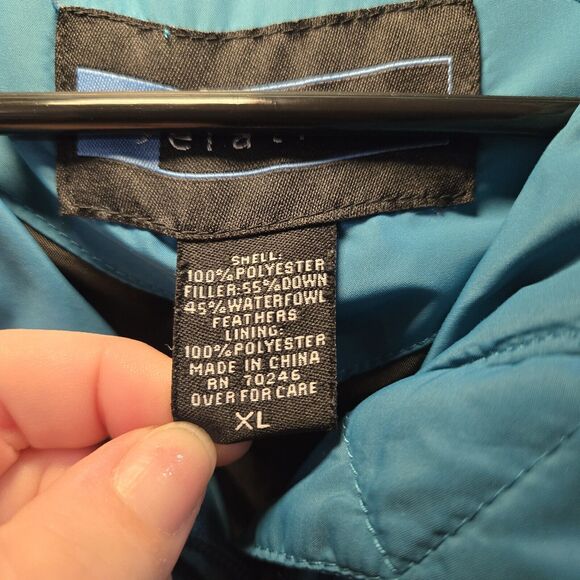 SHELL:
100% POLYESTER
FILLER: 55% DOWN
45% WATERFOWL
FEATHERS
LINING:
100% POLYESTER
MADE IN CHINA
RN 70246
OVER FOR CARE
XL